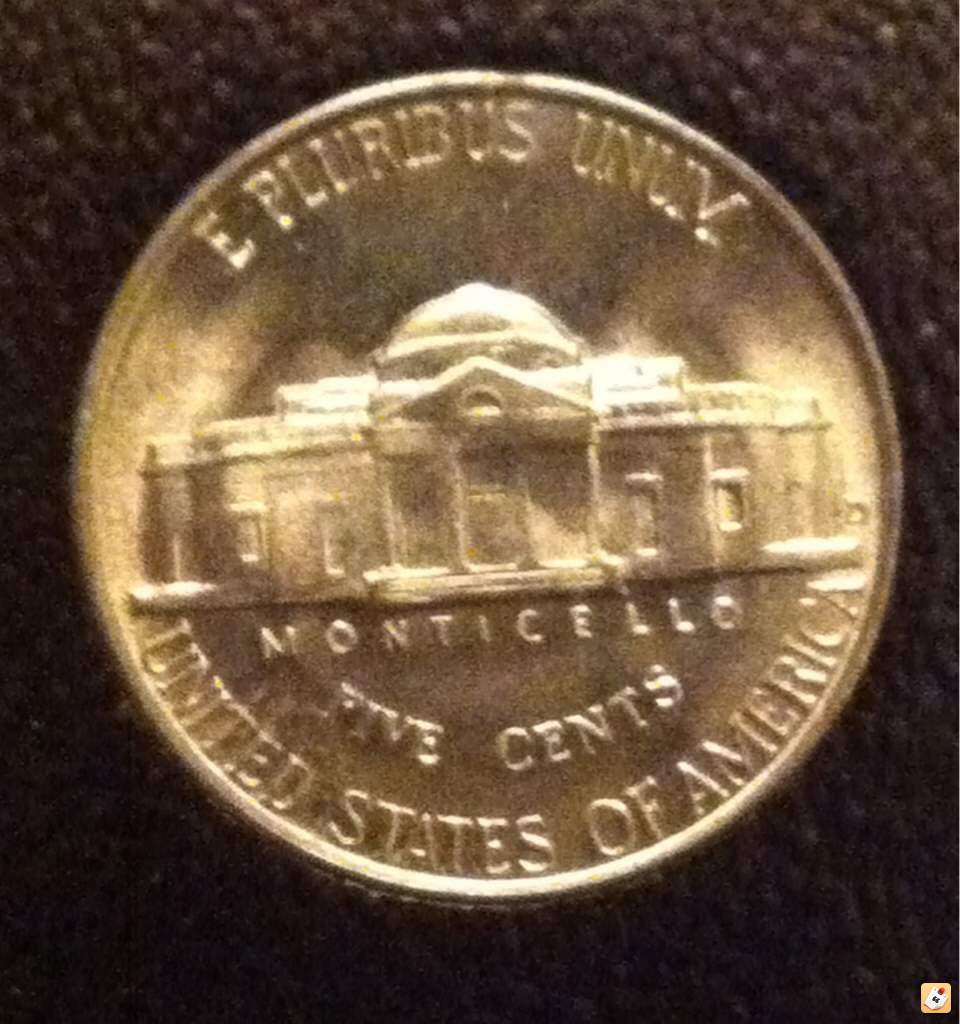 E PLURIBUS UNUM
MONTICELLO
FIVE CENTS
UNITED STATES OF AMERICA